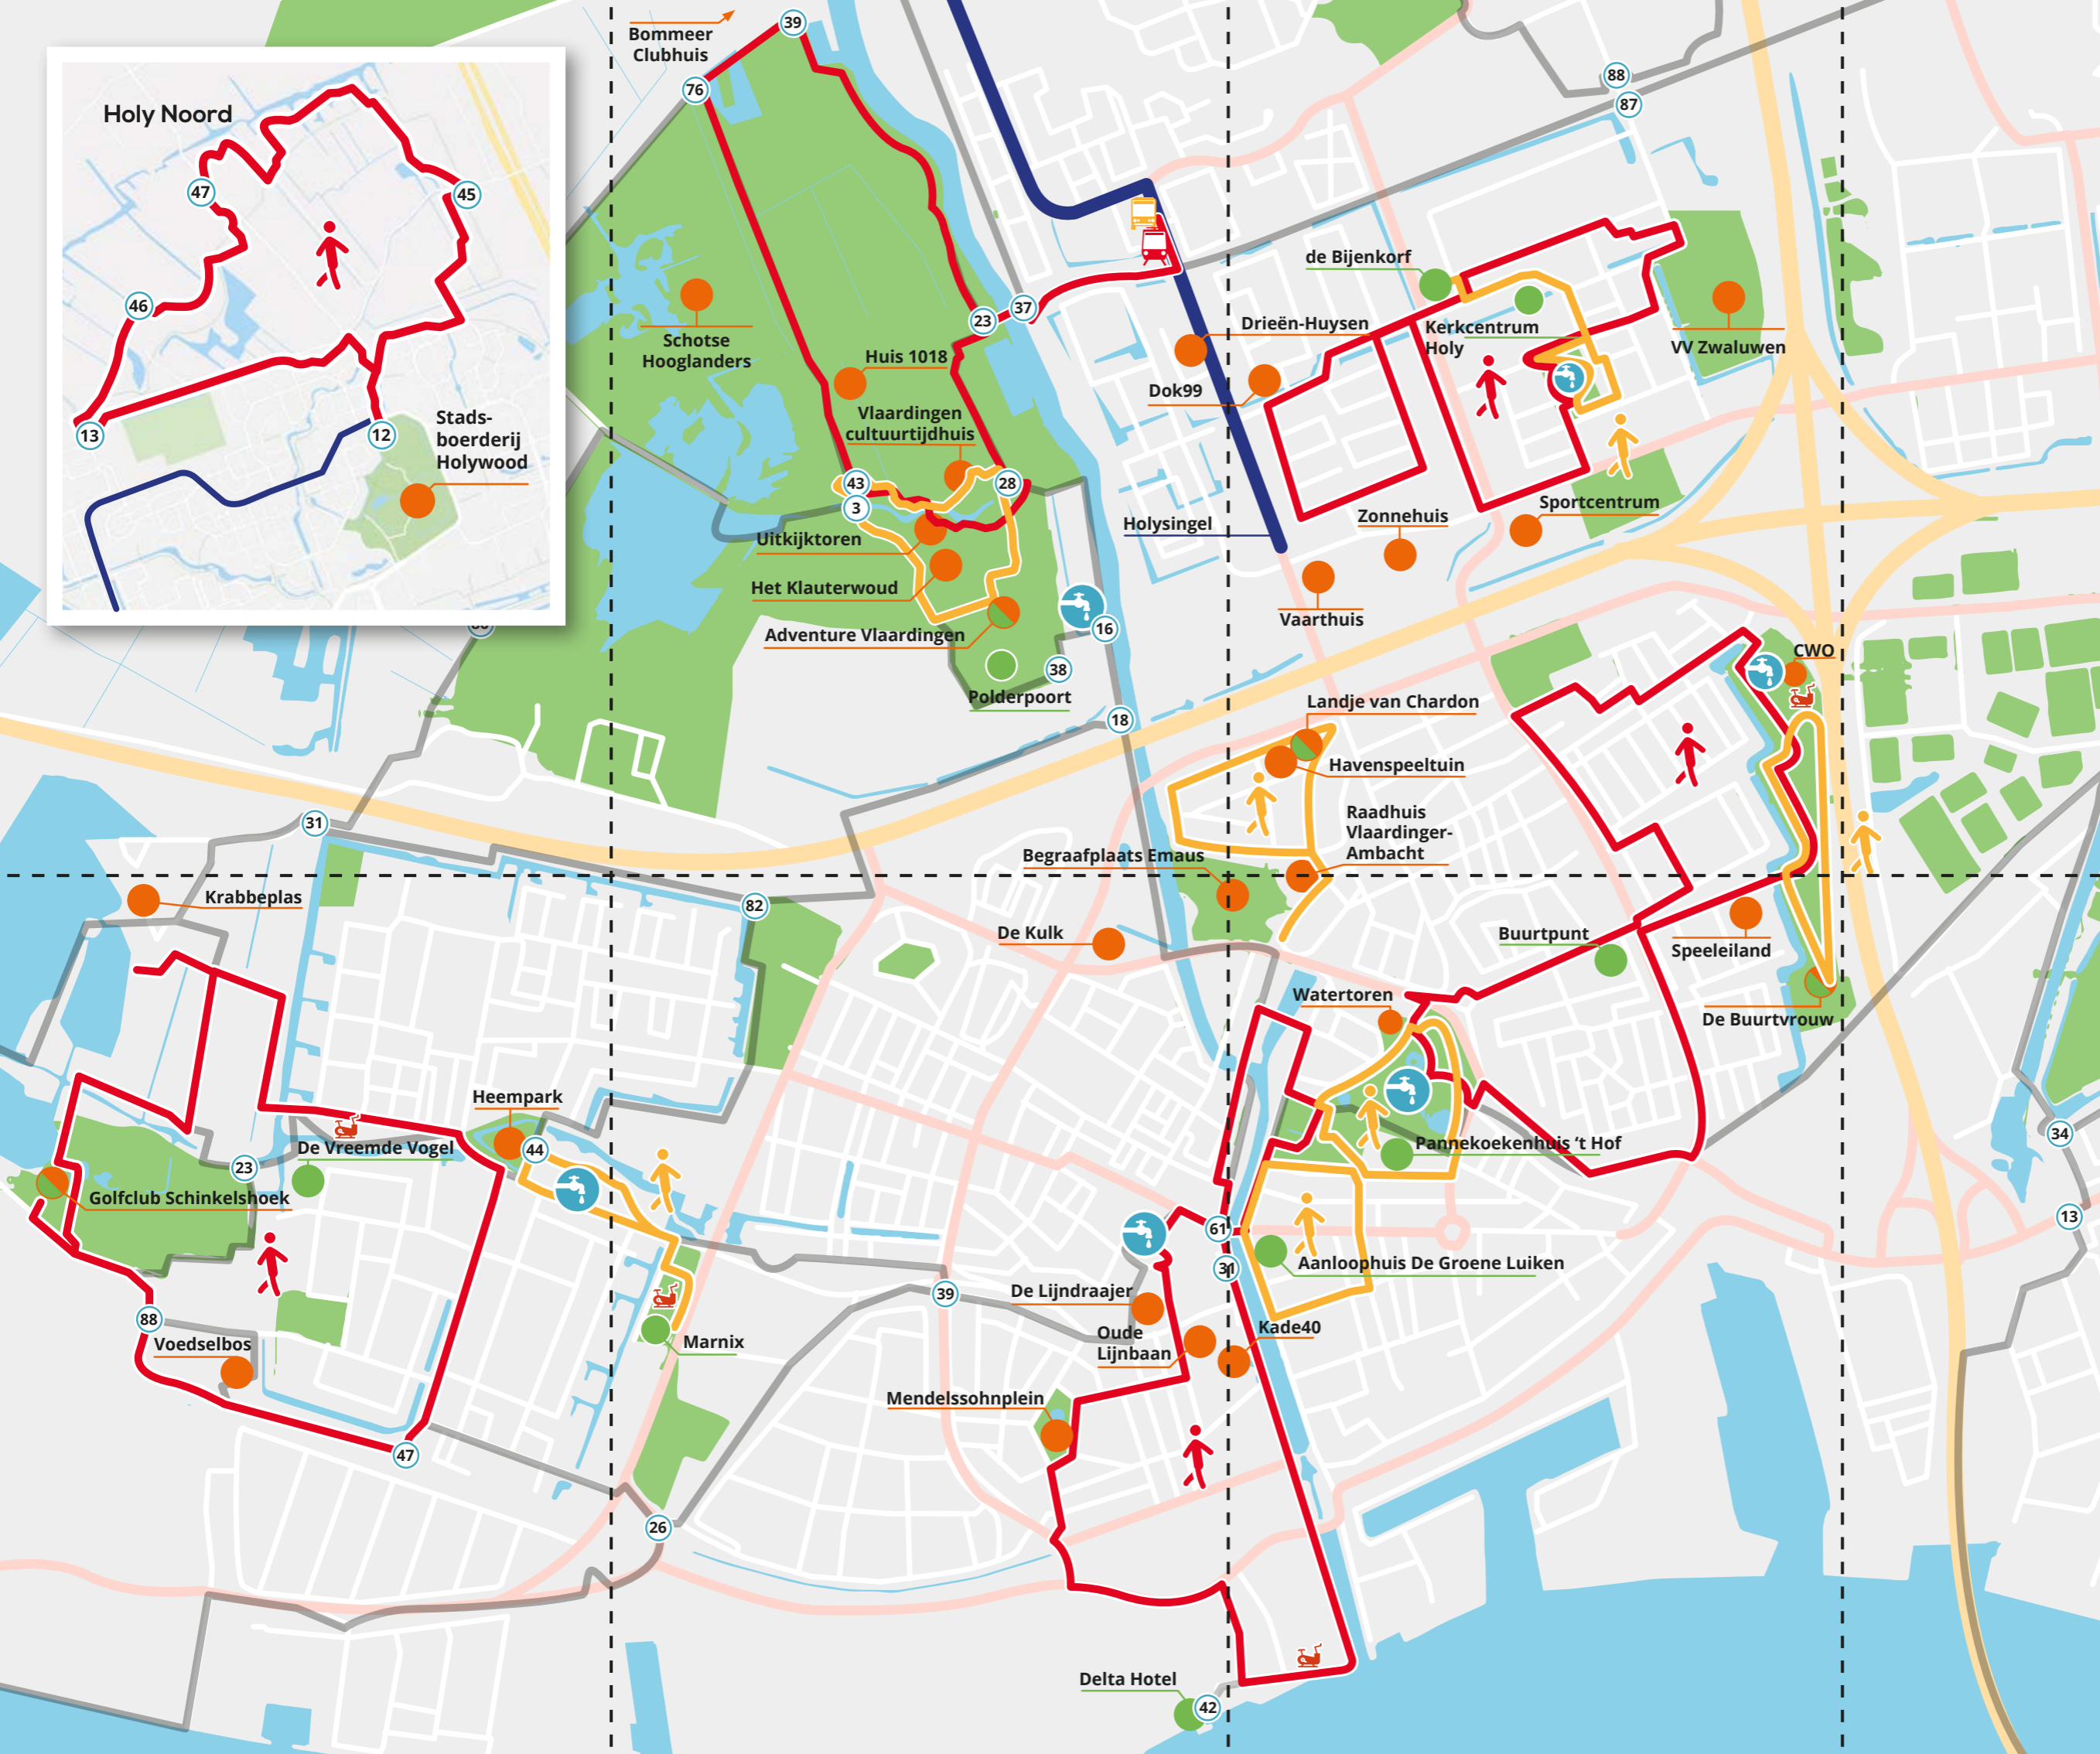 Holy Noord
47
45
46
13
12
Stads-
boerderij
Holywood
Bommeer
Clubhuis
39
76
88
87
Schotse
Hooglanders
Huis 1018
Vlaardingen
cultuurtijdhuis
23
37
43
3
28
Uitkijktoren
Het Klauterwoud
Adventure Vlaardingen
Polderpoort
16
38
18
de Bijenkorf
Drieën-Huysen
Dok99
Kerkcentrum
Holy
VV Zwaluwen
Holysingel
Zonnehuis
Sportcentrum
Vaarthuis
CWO
Landje van Chardon
Havenspeeltuin
Raadhuis
Vlaardinger-
Ambacht
Begraafplaats Emaus
31
Krabbeplas
82
De Kulk
Buurtpunt
Speeleiland
Watertoren
De Buurtvrouw
Heempark
44
De Vreemde Vogel
23
Golfclub Schinkelshoek
Pannekoekenhuis ‘t Hof
34
13
61
31
Aanloophuis De Groene Luiken
De Lijndraajer
39
Kade40
Oude
Lijnbaan
88
Voedselbos
Marnix
Mendelssohnplein
47
26
Delta Hotel
42